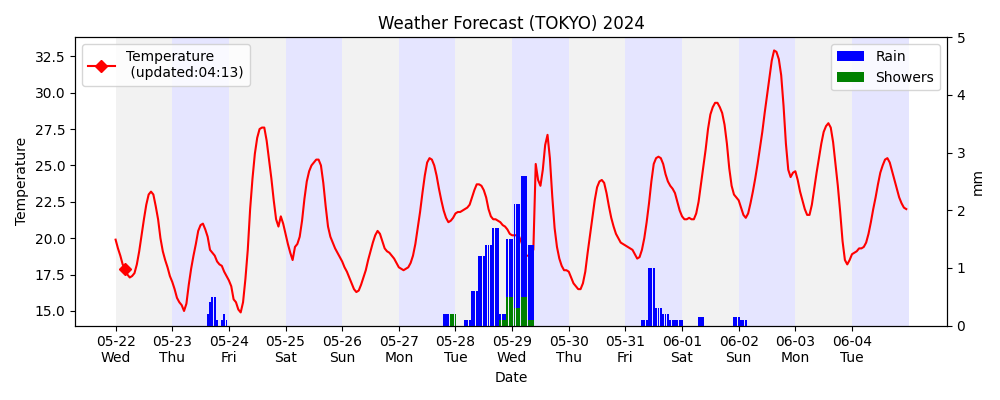 Weather Forecast (TOKYO) 2024
Temperature
(updated:04:13)
Rain
Showers
Temperature
32.5
30.0
27.5
25.0
22.5
20.0
17.5
15.0
5
4
3
2
1
0
mm
05-22 05-23 05-24 05-25 05-26 05-27 05-28 05-29 05-30 05-31 06-01 06-02 06-03 06-04
Wed Thu Fri Sat Sun Mon Tue Wed Thu Fri Sat Sun Mon Tue
Date